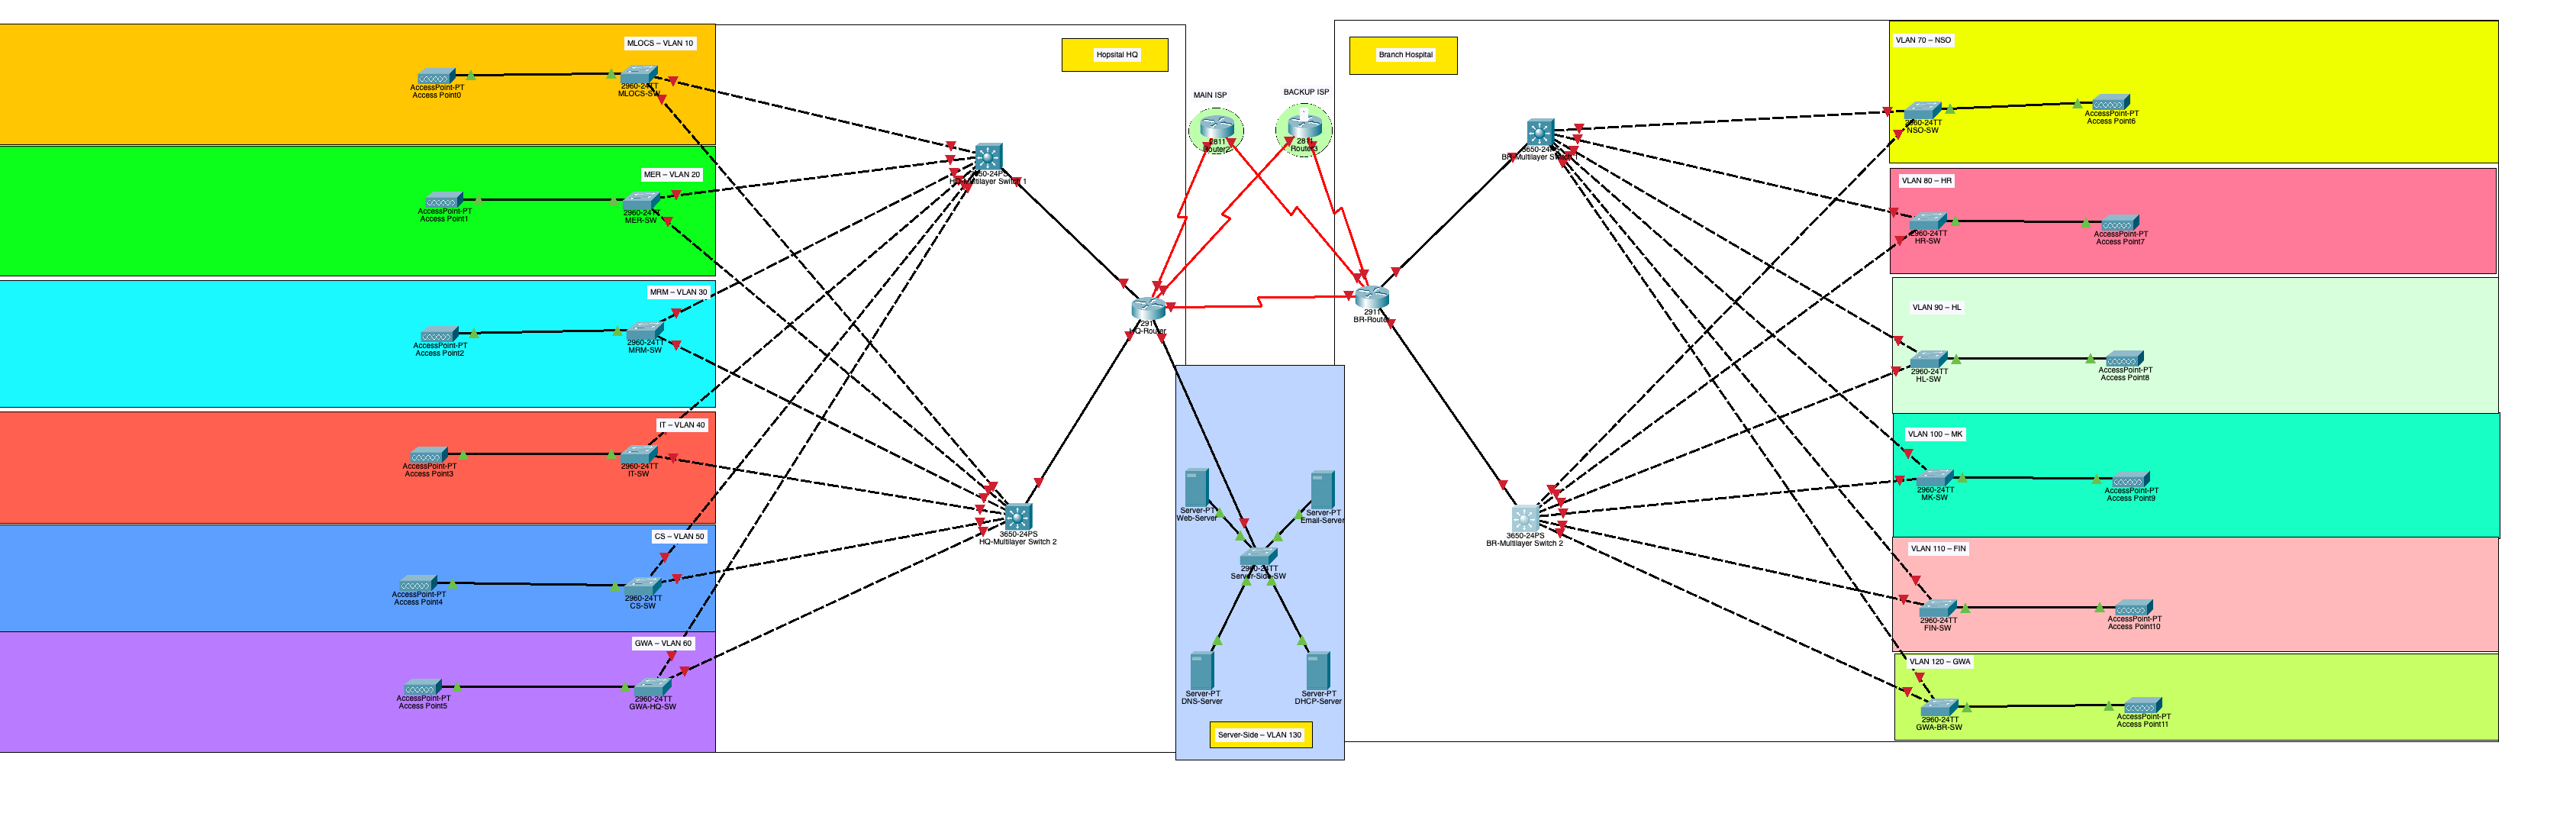 MLOCS – VLAN 10
AccessPoint-PT
Access Point0
2960-24TT
MLOCS-SW
MER – VLAN 20
AccessPoint-PT
Access Point1
2960-24TT
MER-SW
MRM – VLAN 30
AccessPoint-PT
Access Point2
2960-24TT
MRM-SW
IT – VLAN 40
AccessPoint-PT
Access Point3
2960-24TT
IT-SW
CS – VLAN 50
AccessPoint-PT
Access Point4
2960-24TT
CS-SW
GWA – VLAN 60
AccessPoint-PT
Access Point5
2960-24TT
GWA-HQ-SW
Hopsital HQ
3650-24PS
HQ-Multilayer Switch 1
3650-24PS
HQ-Multilayer Switch 2
MAIN ISP
2811
Router2
BACKUP ISP
2811
2911
HQ-Router
2911
BR-Router
Server-PT
Web-Server
Server-PT
Email-Server
2960-24TT
Server-Side-SW
Server-PT
DNS-Server
Server-PT
DHCP-Server
Server-Side – VLAN 130
Branch Hospital
3650-24PS
BR-Multilayer Switch 1
3650-24PS
BR-Multilayer Switch 2
VLAN 70 – NSO
2960-24TT
NSO-SW
AccessPoint-PT
Access Point6
VLAN 80 – HR
2960-24TT
HR-SW
AccessPoint-PT
Access Point7
VLAN 90 – HL
2960-24TT
HL-SW
AccessPoint-PT
Access Point8
VLAN 100 – MK
2960-24TT
MK-SW
AccessPoint-PT
Access Point9
VLAN 110 – FIN
2960-24TT
FIN-SW
AccessPoint-PT
Access Point10
VLAN 120 – GWA
2960-24TT
GWA-BR-SW
AccessPoint-PT
Access Point11